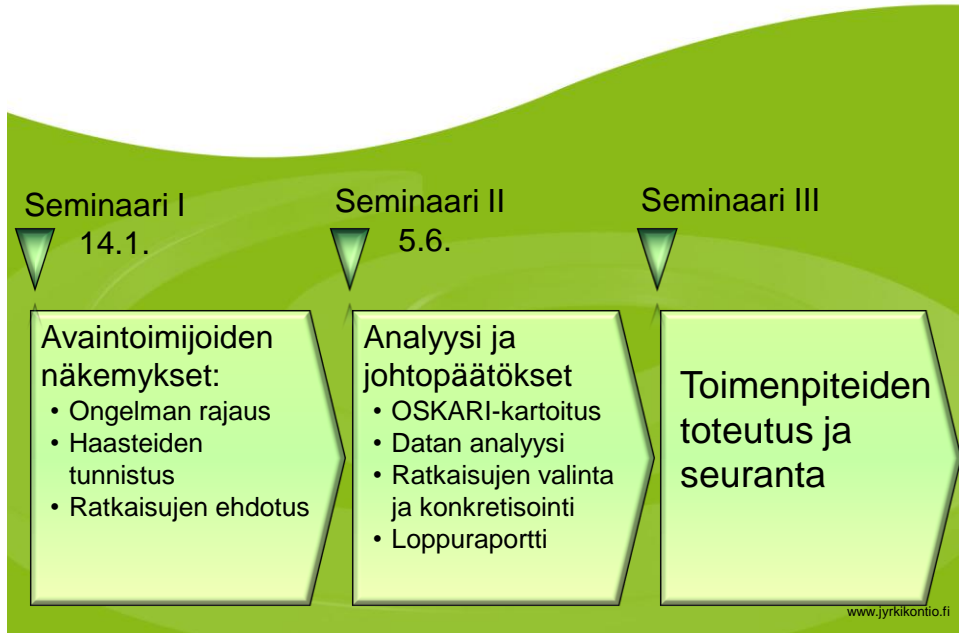 Seminaari I
14.1.
Seminaari II
5.6.
Seminaari III
Avaintoimijoiden
näkemykset:
• Ongelman rajaus
• Haasteiden
tunnistus
• Ratkaisujen ehdotus
Analyysi ja
johtopäätökset
• OSKARI-kartoitus
• Datan analyysi
• Ratkaisujen valinta
ja konkretisointi
• Loppuraportti
Toimenpiteiden
toteutus ja
seuranta
www.jyrkikontio.fi